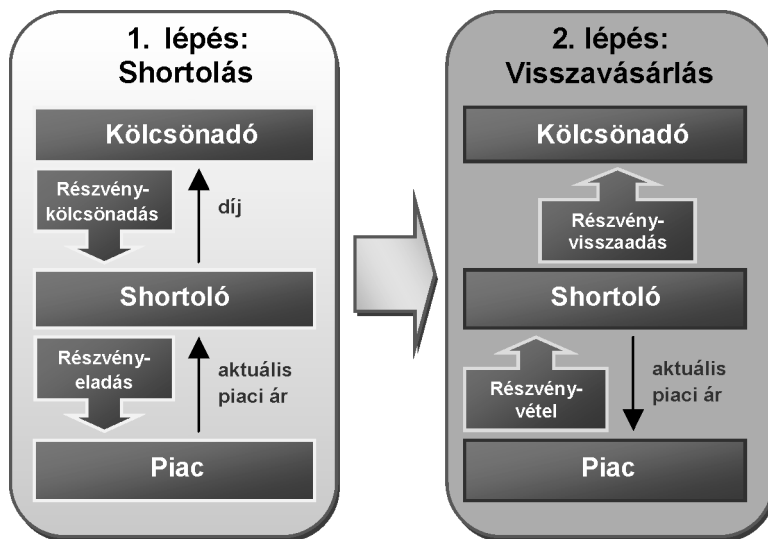 1. lépés:
Shortolás
Kölcsönadó
Részvény-
kölcsönadás
díj
Shortoló
Részvény-
eladás
aktuális
piaci ár
Piac
2. lépés:
Visszavásárlás
Kölcsönadó
Részvény-
visszaadás
Shortoló
Részvény-
vétel
aktuális
piaci ár
Piac